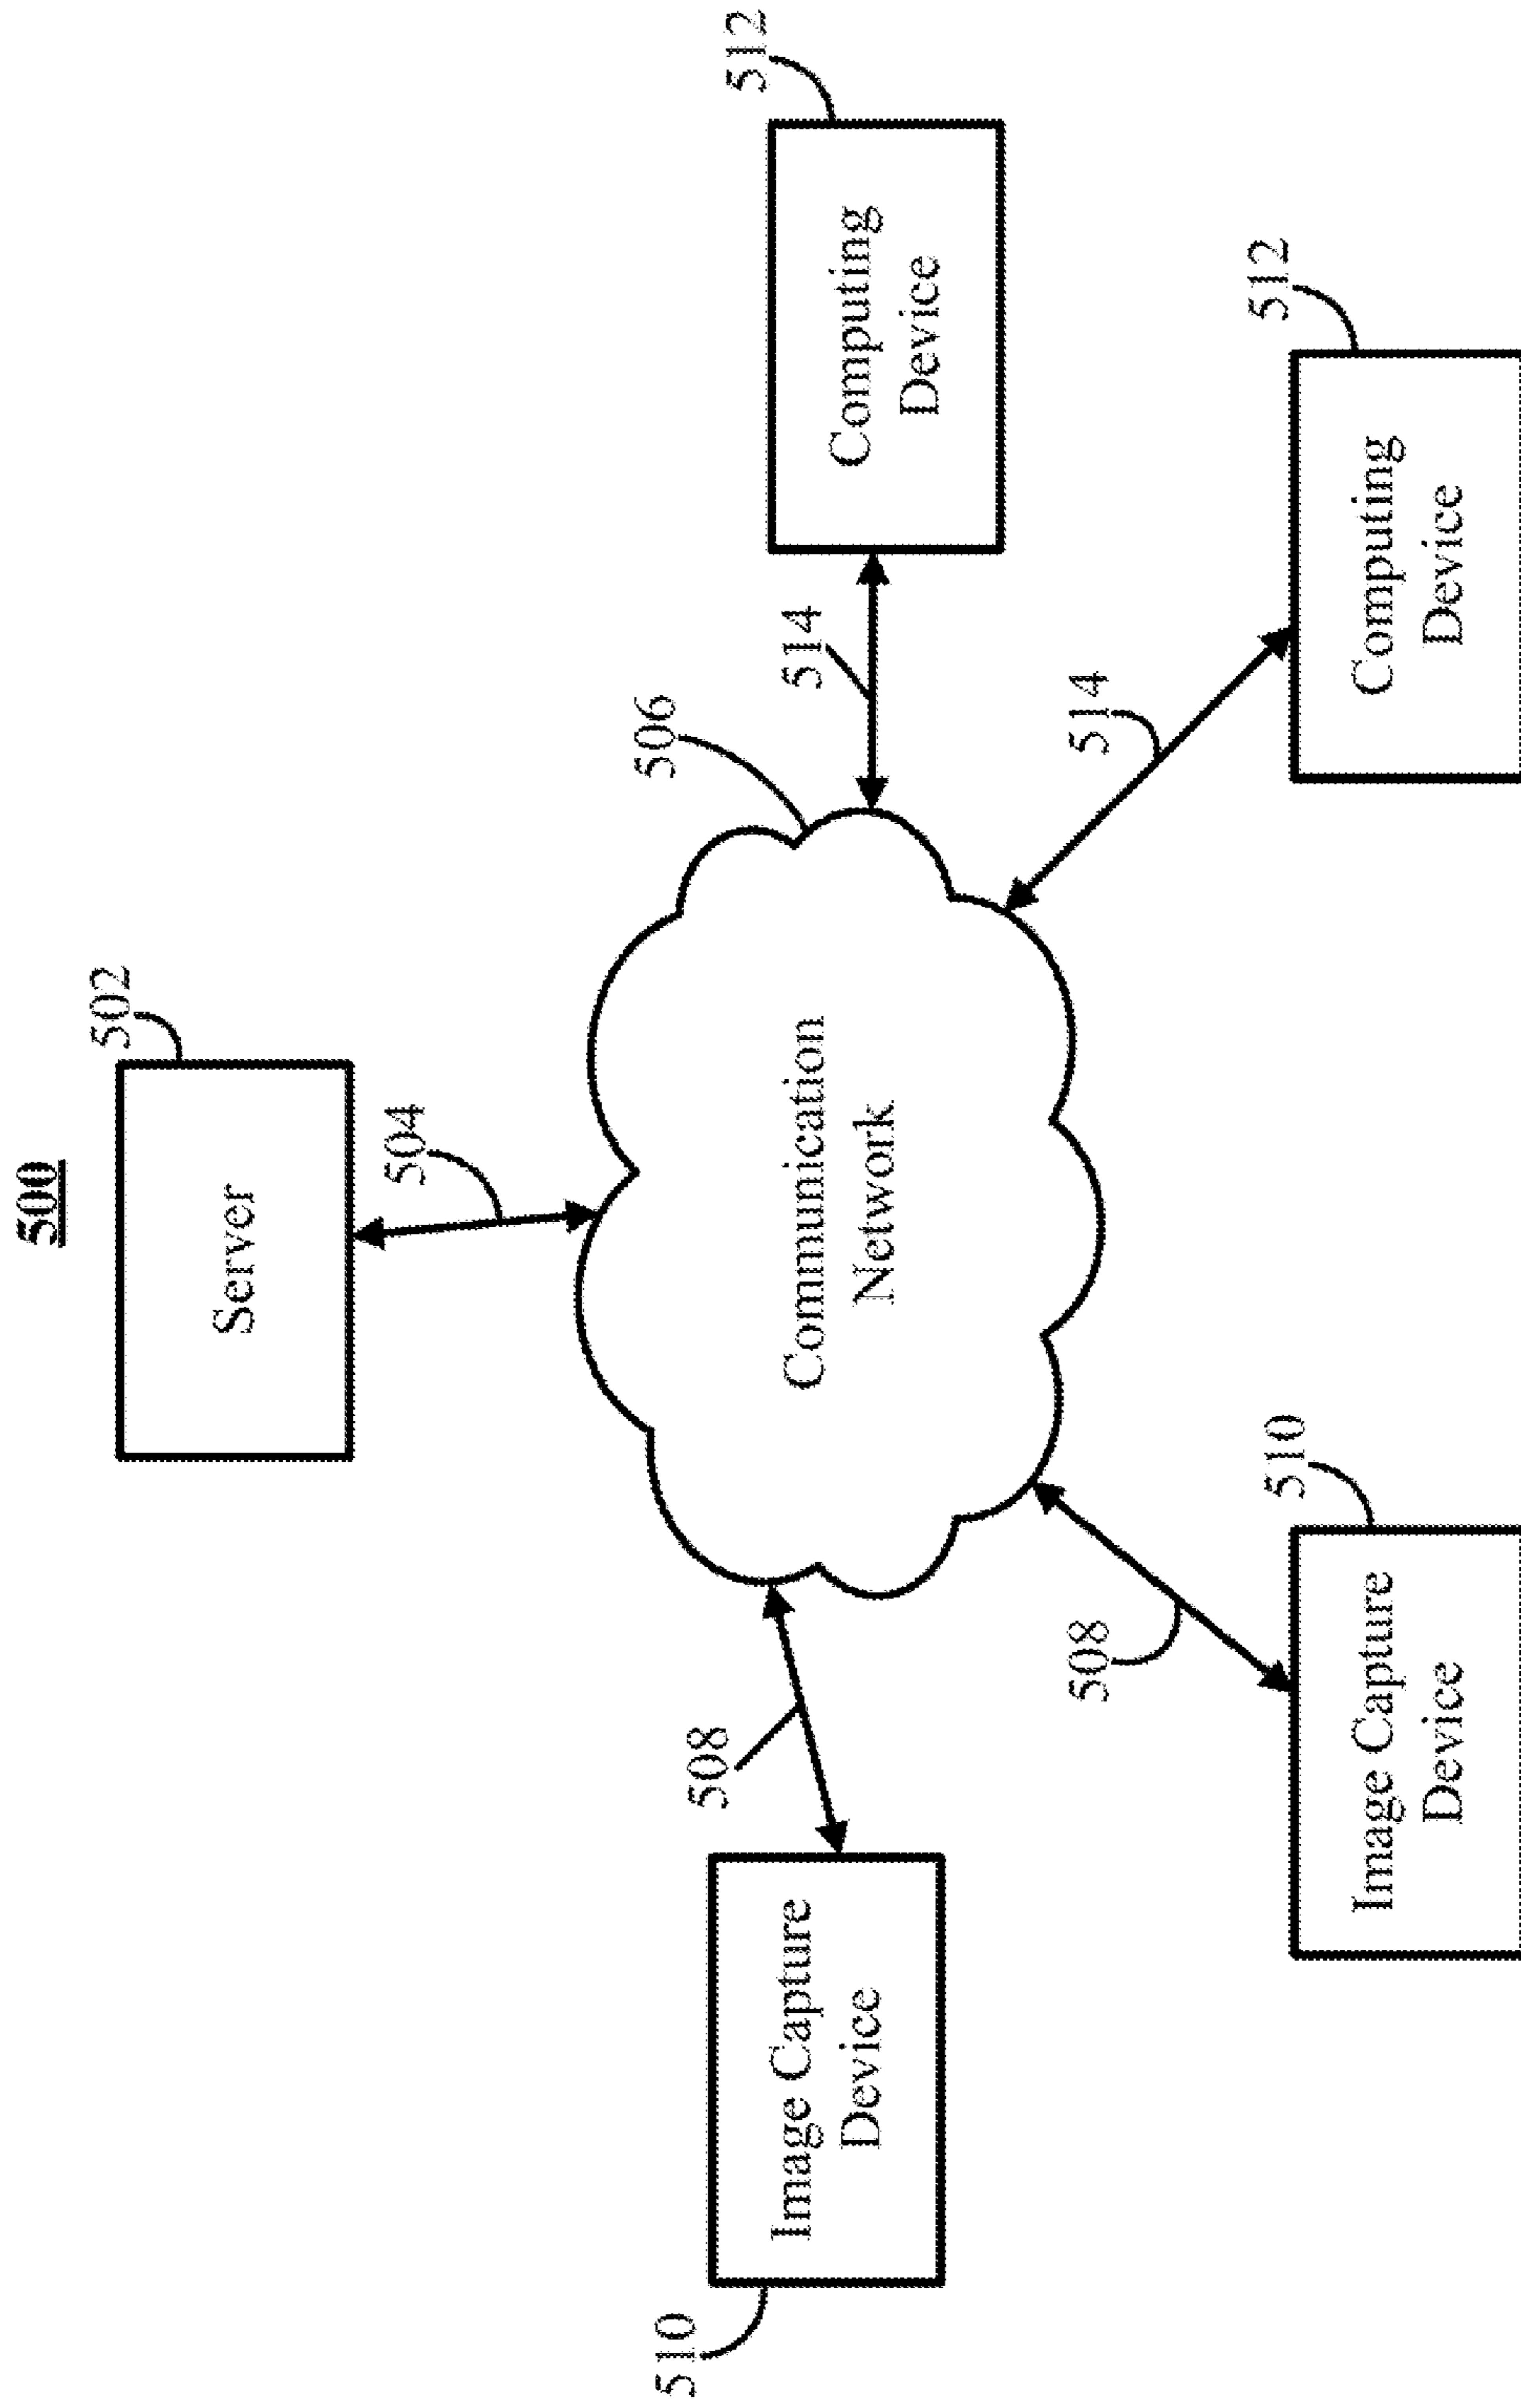 500
502
Server
504
506
Communication
Network
512
Computing
Device
514
508
Image Capture
Device
510
514
512
Computing
Device
508
510
Image Capture
Device